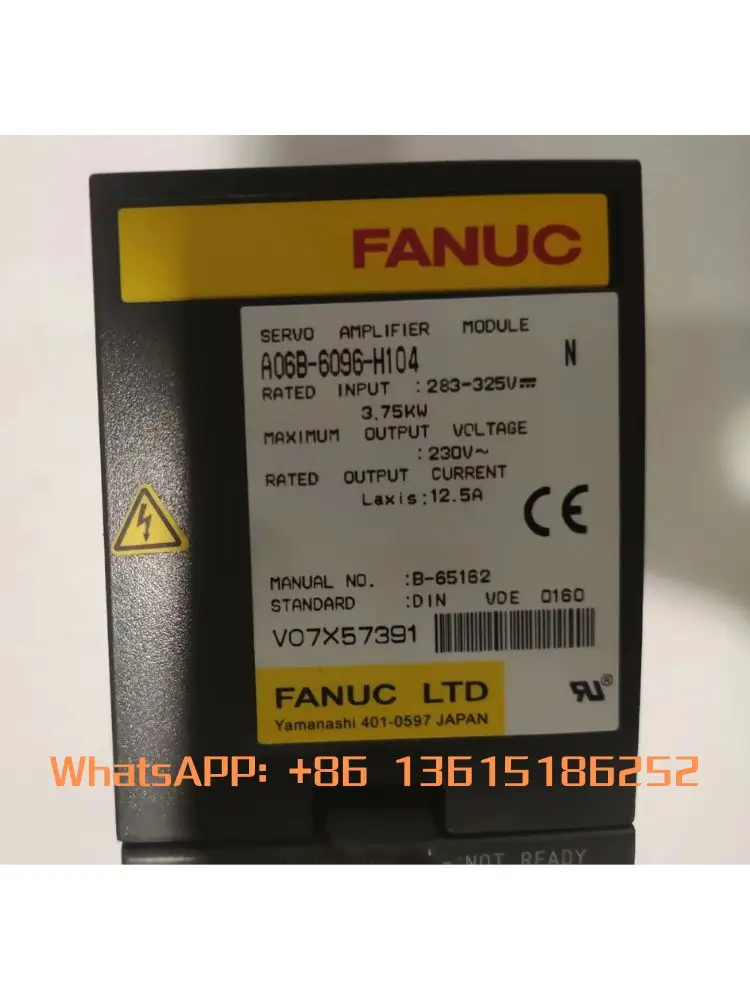 FANUC
SERVO AMPLIFIER MODULE
A06B-6096-H104 N
RATED INPUT :283-325V⎓
3.75KW
MAXIMUM OUTPUT VOLTAGE
:230V~
RATED OUTPUT CURRENT
Laxis:12.5A
CE
MANUAL NO. :B-65162
STANDARD :DIN VDE 0160
V07X57391
FANUC LTD
Yamanashi 401-0597 JAPAN
RU®
WhatsAPP: +86 13615186252
-:NOT READY